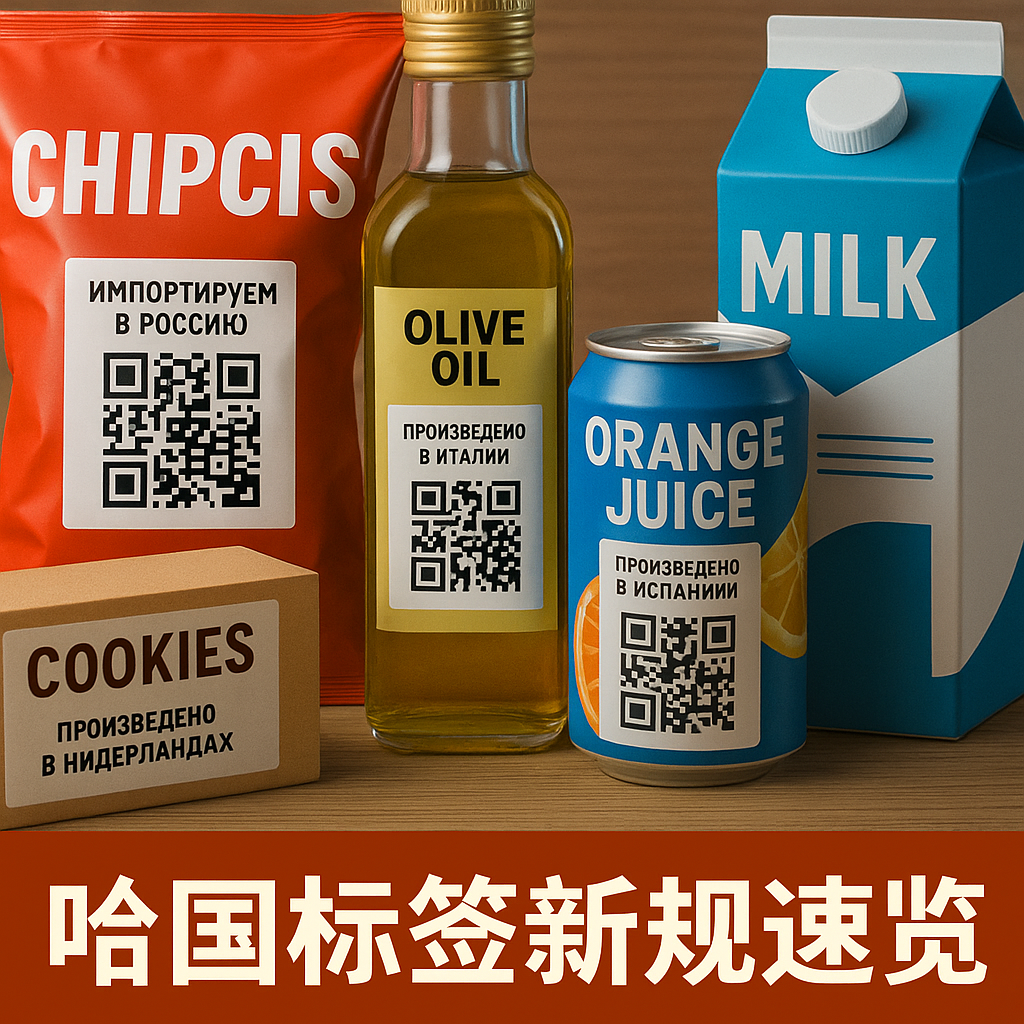 CHIPCIS
ИМПОРТИРУЕМ
В РОССИЮ
OLIVE
OIL
ПРОИЗВЕДЕИО
В ИТАЛИИ
MILK
ORANGE
JUICE
ПРОИЗВЕДЕНО
В ИСПАНИИИ
COOKIES
ПРОИЗВЕДЕНО
В НИДЕРЛАНДАХ
哈国标签新规速览